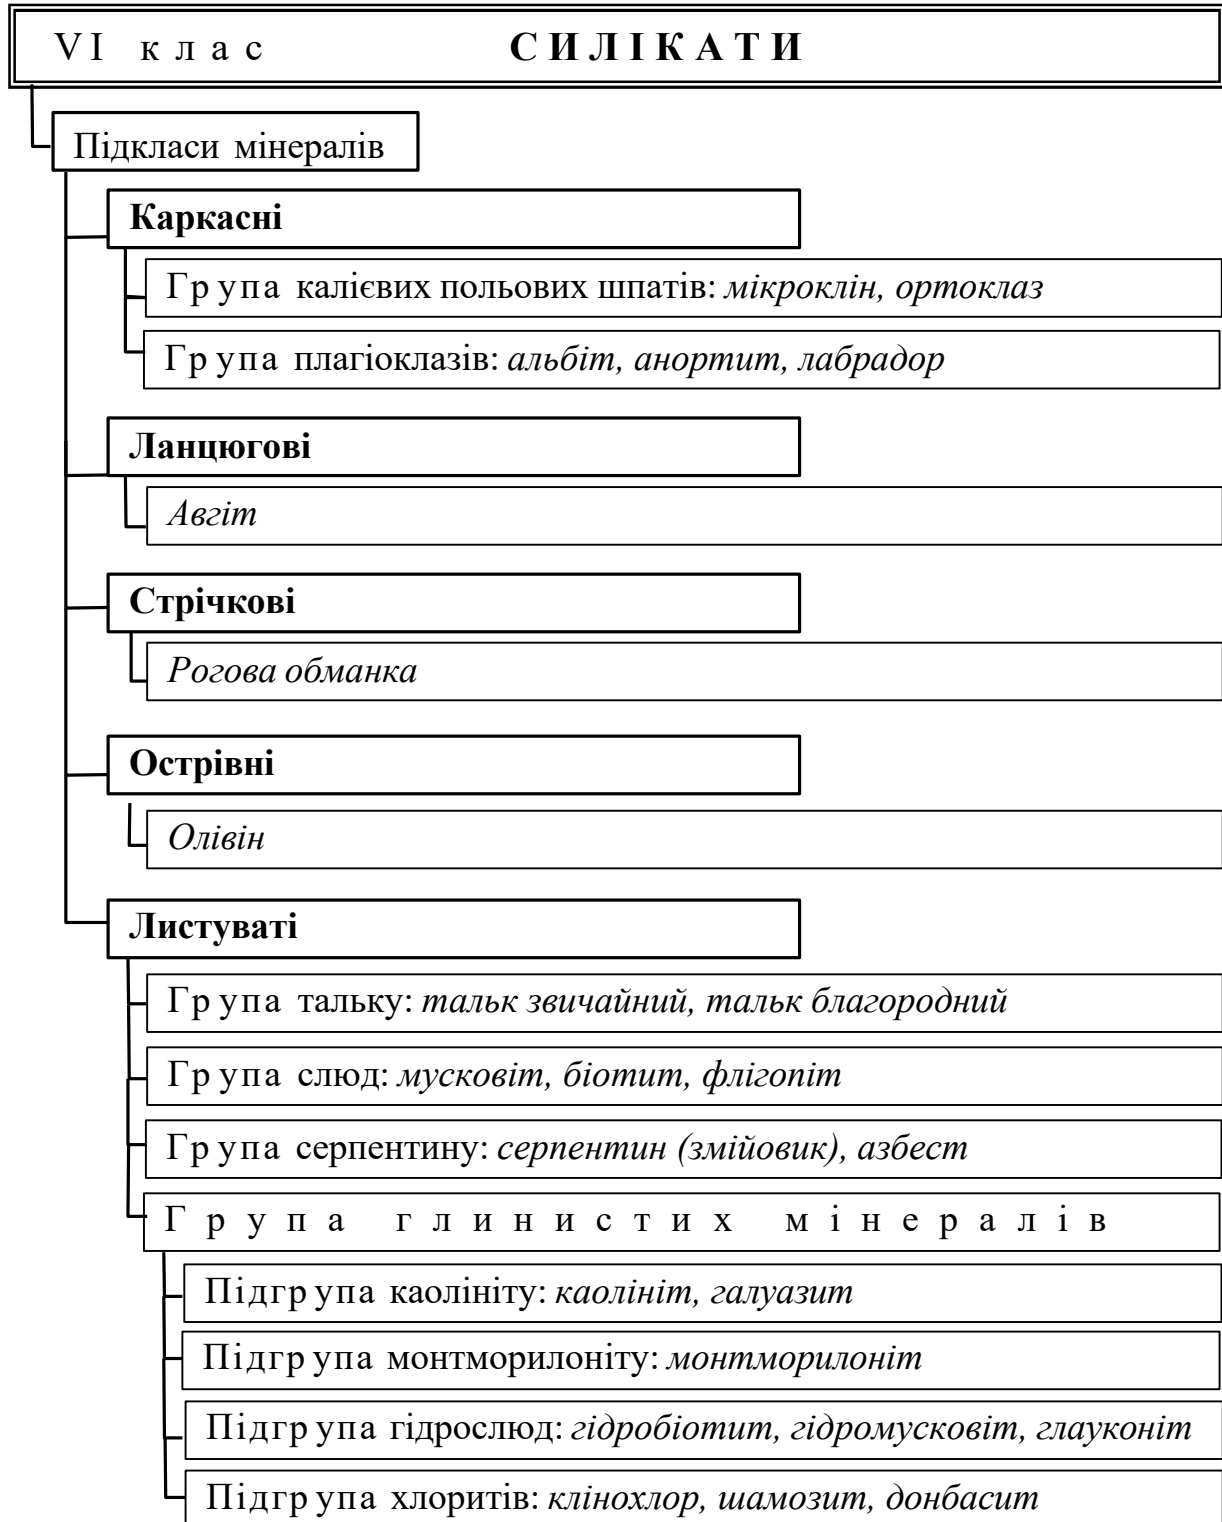 VI клас СИЛІКАТИ
Підкласи мінералів
Каркасні
Група калієвих польових шпатів: мікроклін, ортоклаз
Група плагіоклазів: альбіт, анортит, лабрадор
Ланцюгові
Авгіт
Стрічкові
Рогова обманка
Острівні
Олівін
Листуваті
Група тальку: тальк звичайний, тальк благородний
Група слюд: мусковіт, біотит, флігопіт
Група серпентину: серпентин (змійовик), азбест
Група глинистих мінералів
Підгрупа каолініту: каолініт, галуазит
Підгрупа монтморилоніту: монтморилоніт
Підгрупа гідрослюд: гідробіотит, гідромусковіт, глауконіт
Підгрупа хлоритів: клінохлор, шамозит, донбасит